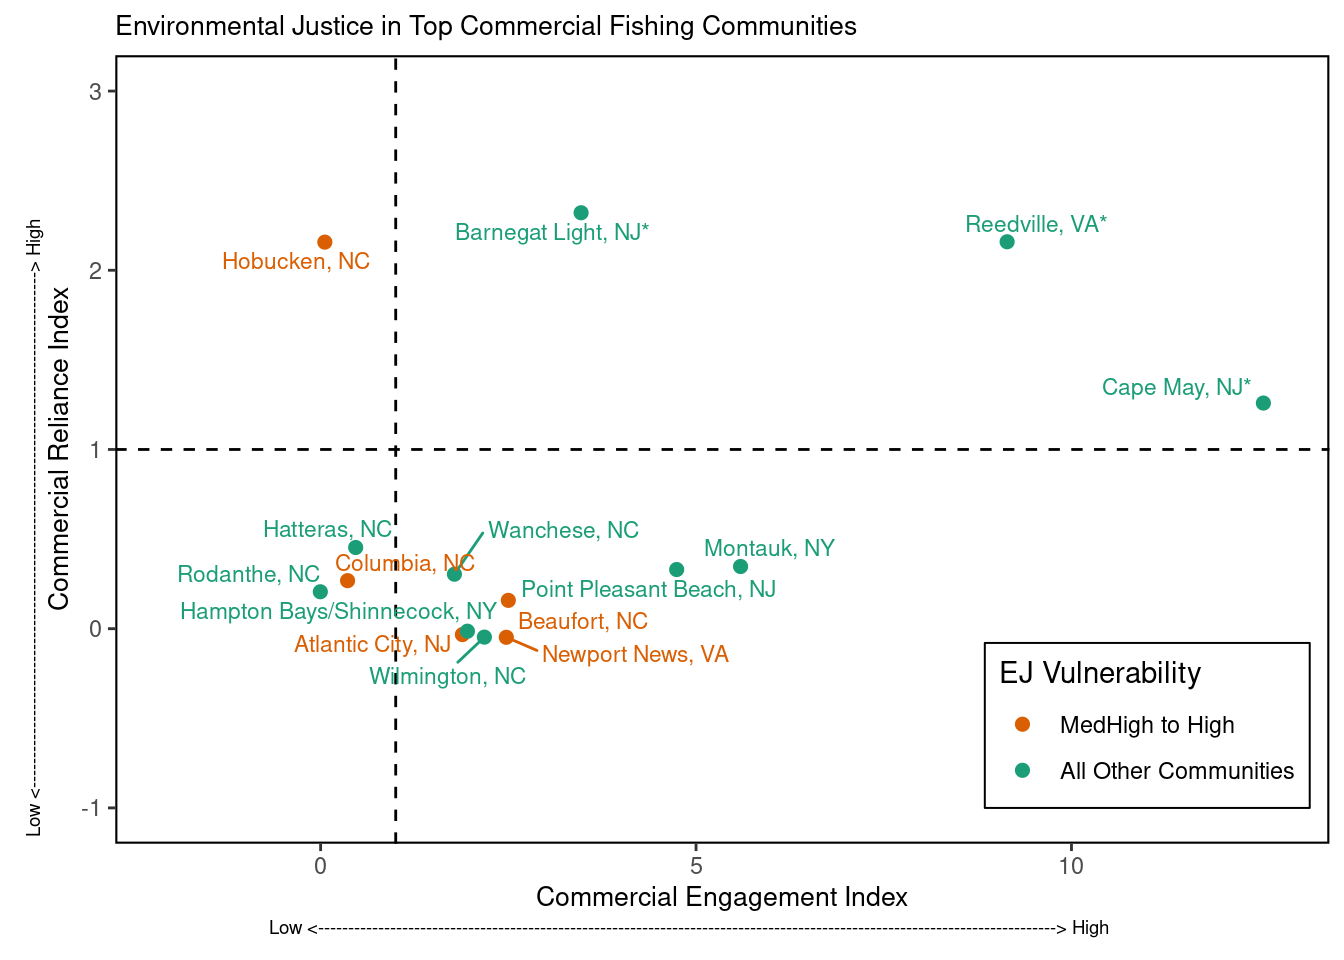 Environmental Justice in Top Commercial Fishing Communities
3
2
1
0
-1
Low <--------------------------------------------------------------------------------------------------------------------------> High
Commercial Reliance Index
Hobucken, NC
Barnegat Light, NJ*
Reedville, VA*
Cape May, NJ*
Hatteras, NC
Wanchese, NC
Columbia, NC
Montauk, NY
Rodanthe, NC
Point Pleasant Beach, NJ
Hampton Bays/Shinnecock, NY
Beaufort, NC
Atlantic City, NJ
Newport News, VA
Wilmington, NC
EJ Vulnerability
MedHigh to High
All Other Communities
0
5
10
Commercial Engagement Index
Low <--------------------------------------------------------------------------------------------------------------------------> High